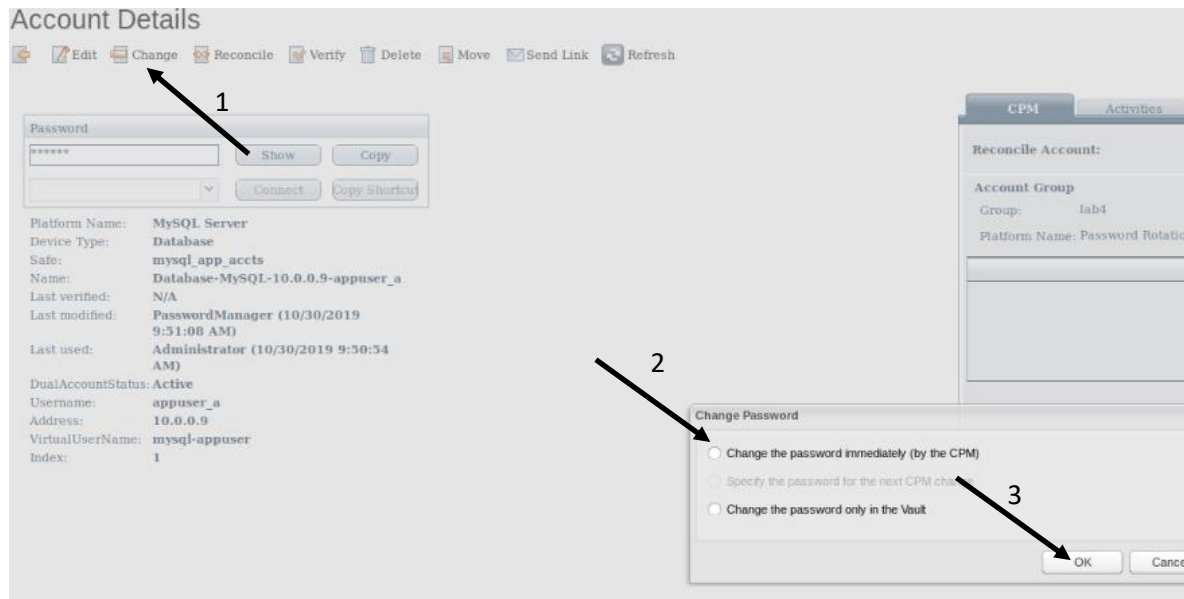 Account Details
Edit Change Reconcile Verify Delete Move Send Link Refresh
1
Password
******
Show Copy
Connect Copy Shortcut
Platform Name: MySQL Server
Device Type: Database
Safe: mysql_app_accts
Name: Database-MySQL-10.0.0.9-appuser_a
Last verified: N/A
Last modified: PasswordManager (10/30/2019
9:51:08 AM)
Last used: Administrator (10/30/2019 9:50:54
AM)
DualAccountStatus: Active
Username: appuser_a
Address: 10.0.0.9
VirtualUserName: mysql-appuser
Index: 1
CPM Activities
Reconcile Account:
Account Group
Group: lab4
Platform Name: Password Rotatio
2
Change Password
Change the password immediately (by the CPM)
Specify the password for the next CPM change
Change the password only in the Vault
3
OK Cance